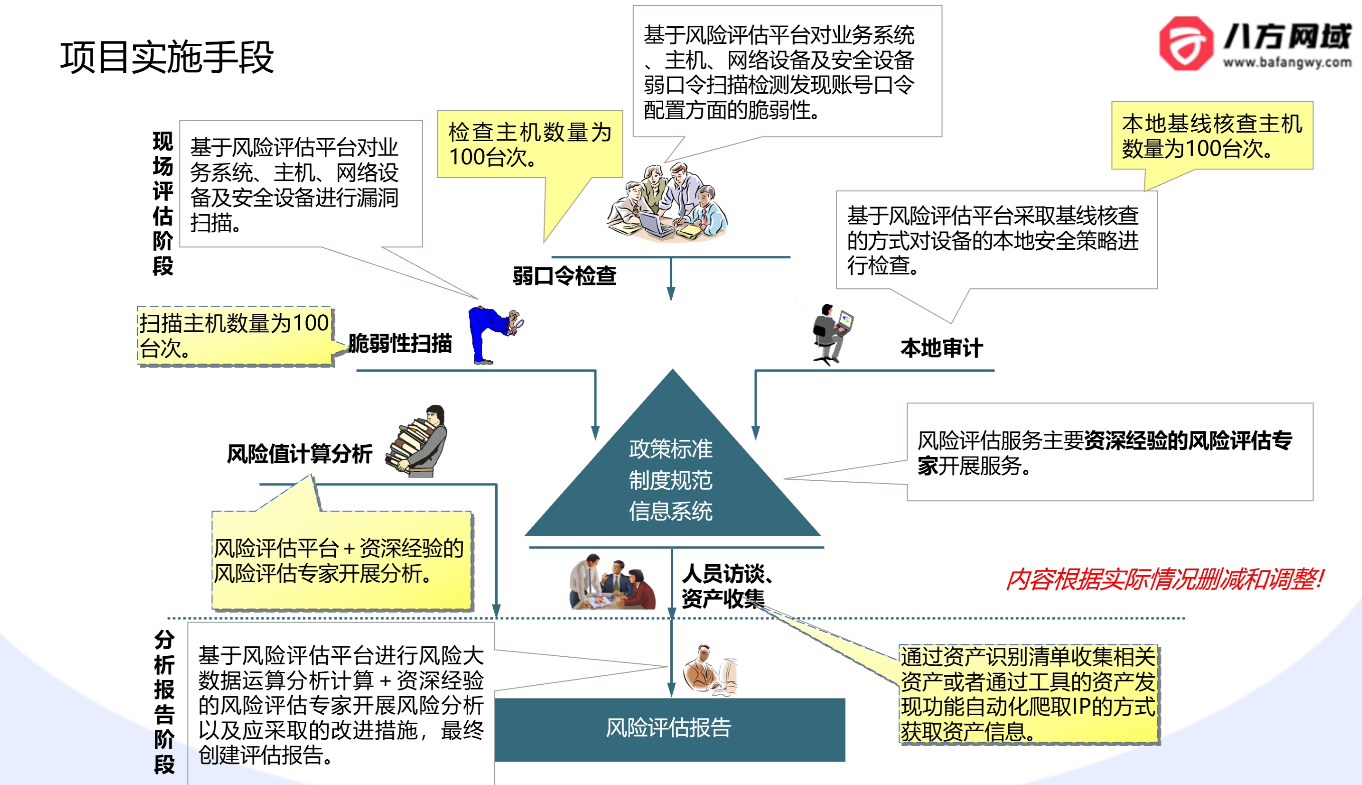 项目实施手段
八方网域
www.bafangwy.com
基于风险评估平台对业务系统
、主机、网络设备及安全设备
弱口令扫描检测发现账号口令
配置方面的脆弱性。
现场评估阶段
基于风险评估平台对业
务系统、主机、网络设
备及安全设备进行漏洞
扫描。
检查主机数量为
100台次。
本地基线核查主机
数量为100台次。
基于风险评估平台采取基线核查
的方式对设备的本地安全策略进
行检查。
弱口令检查
扫描主机数量为100
台次。
脆弱性扫描
本地审计
风险值计算分析
政策标准
制度规范
信息系统
风险评估服务主要资深经验的风险评估专
家开展服务。
风险评估平台＋资深经验的
风险评估专家开展分析。
人员访谈、
资产收集
内容根据实际情况删减和调整!
分析报告阶段
基于风险评估平台进行风险大
数据运算分析计算＋资深经验
的风险评估专家开展风险分析
以及应采取的改进措施，最终
创建评估报告。
通过资产识别清单收集相关
资产或者通过工具的资产发
现功能自动化爬取IP的方式
获取资产信息。
风险评估报告